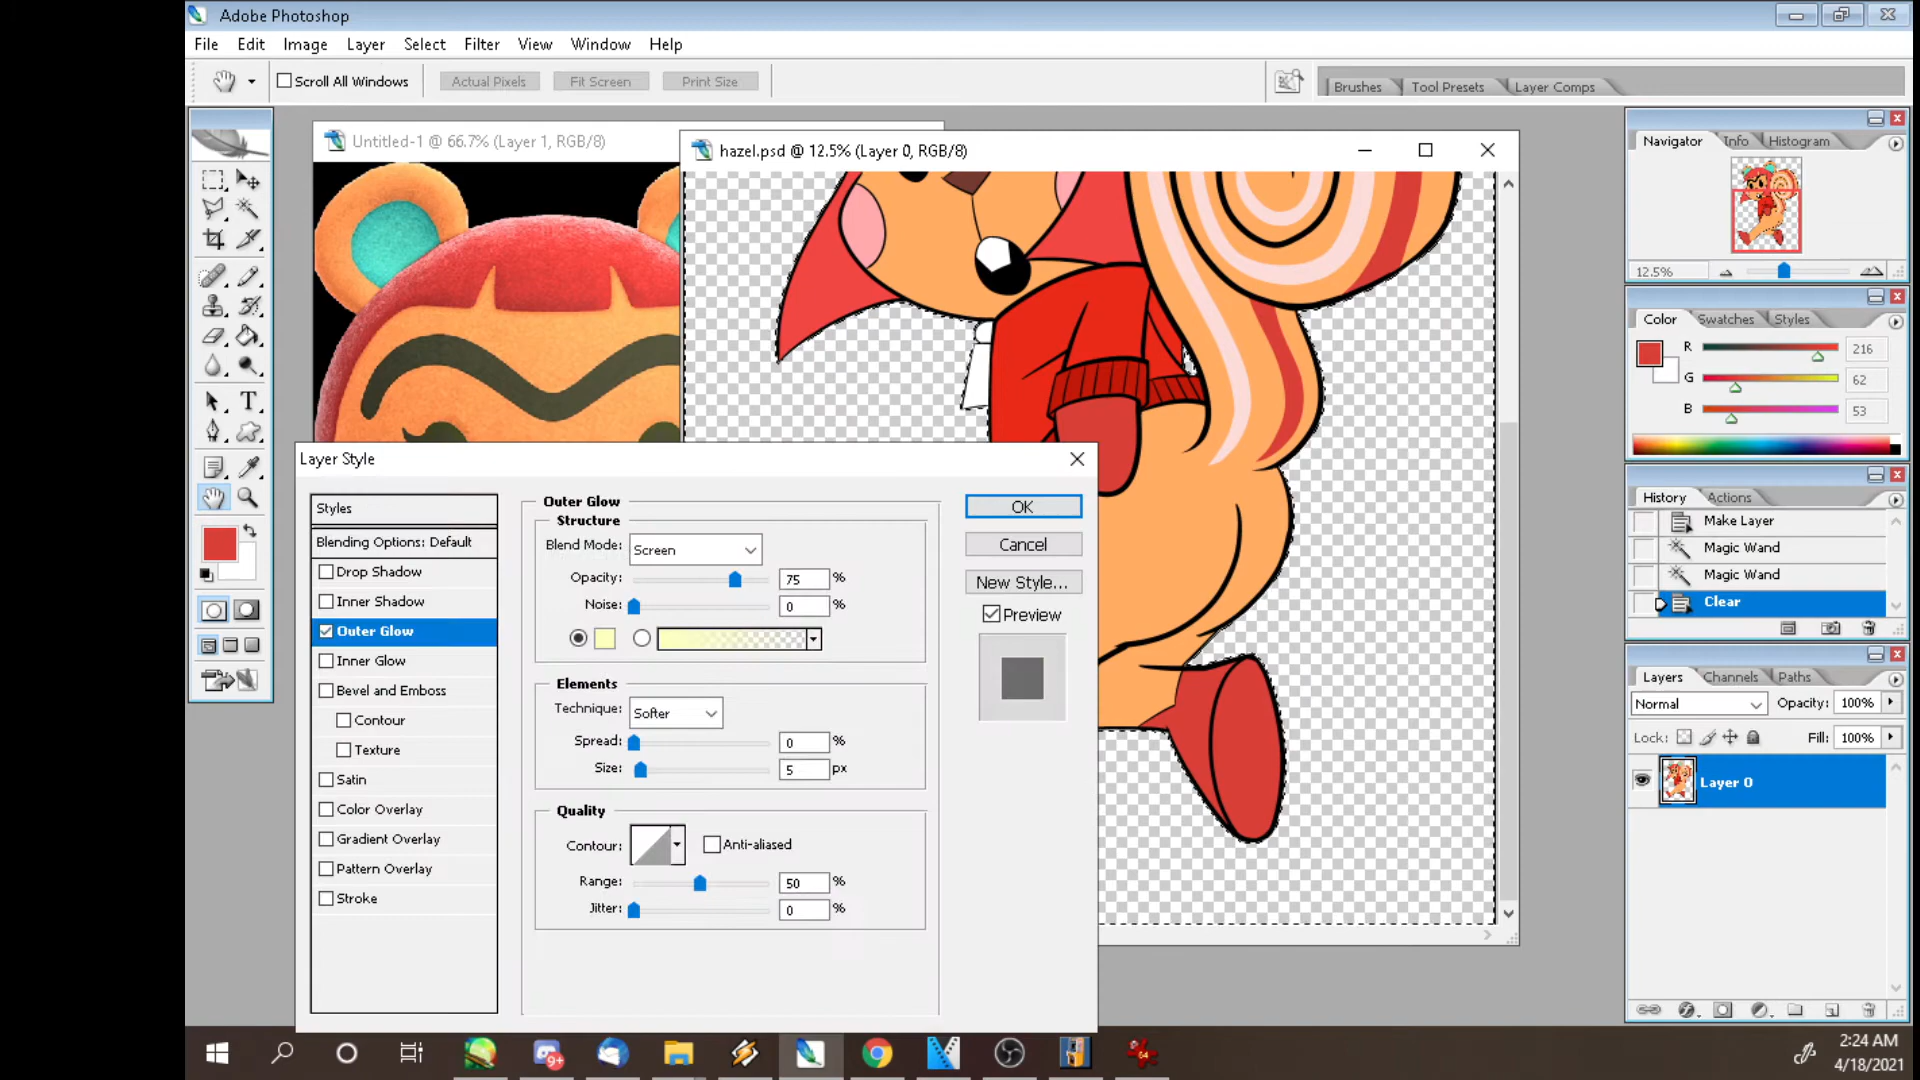 Adobe Photoshop
File Edit Image Layer Select Filter View Window Help
Scroll All Windows Actual Pixels Fit Screen Print Size Brushes Tool Presets Layer Comps
Untitled-1 @ 66.7% (Layer 1, RGB/8)
hazel.psd @ 12.5% (Layer 0, RGB/8)
Navigator Info Histogram
12.5%
Color Swatches Styles
R 216
G 62
B 53
History Actions
Make Layer
Magic Wand
Magic Wand
Clear
Layers Channels Paths
Normal Opacity: 100%
Lock: Fill: 100%
Layer 0
Layer Style
Styles
Blending Options: Default
Drop Shadow
Inner Shadow
Outer Glow
Inner Glow
Bevel and Emboss
Contour
Texture
Satin
Color Overlay
Gradient Overlay
Pattern Overlay
Stroke
Outer Glow
Structure
Blend Mode: Screen
Opacity: 75 %
Noise: 0 %
Elements
Technique: Softer
Spread: 0 %
Size: 5 px
Quality
Contour: Anti-aliased
Range: 50 %
Jitter: 0 %
OK
Cancel
New Style...
Preview
T
9+
64
2:24 AM
4/18/2021